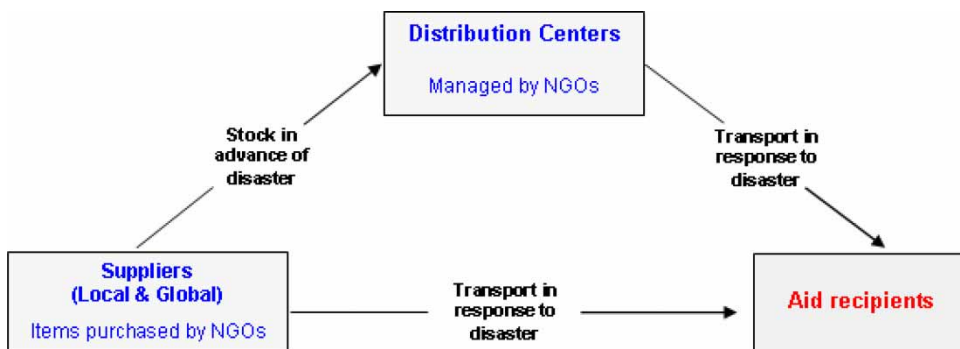 Distribution Centers
Managed by NGOs
Stock in
advance of
disaster
Transport in
response to
disaster
Suppliers
(Local & Global)
Items purchased by NGOs
Transport in
response to
disaster
Aid recipients